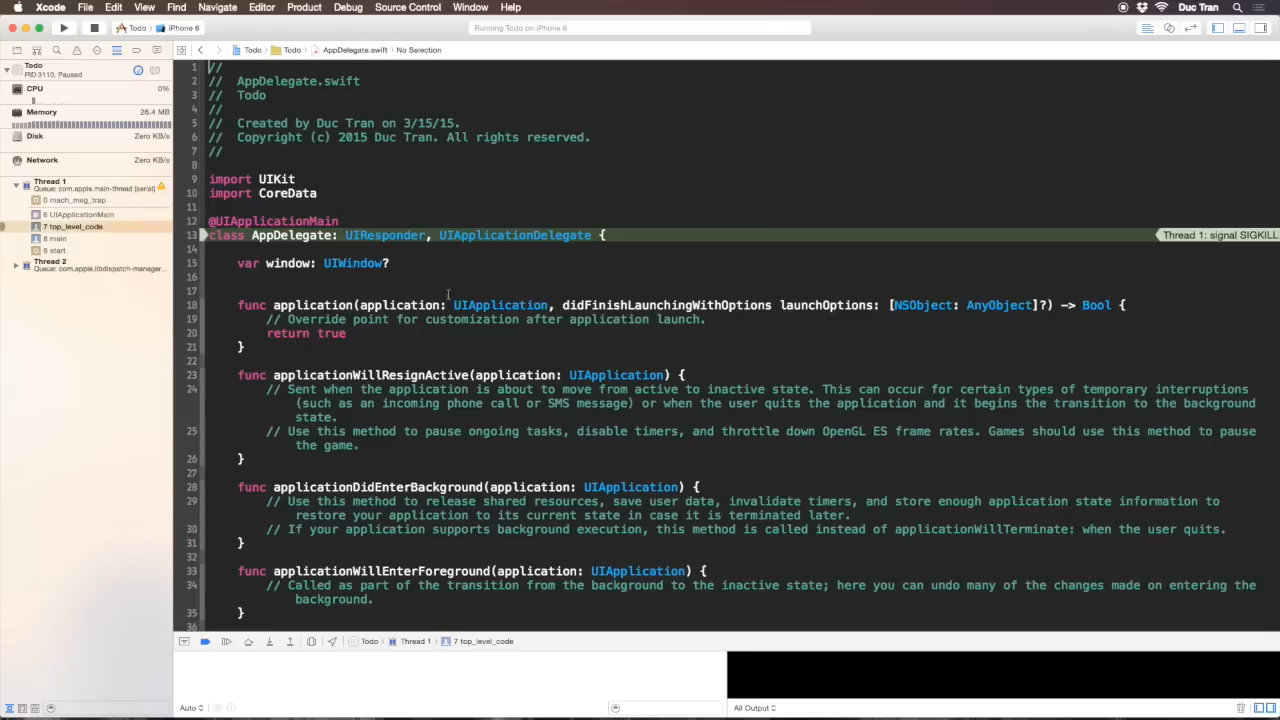 Xcode File Edit View Find Navigate Editor Product Debug Source Control Window Help Duc Tran
Todo iPhone 6 Running Todo on iPhone 6
Todo Todo AppDelegate.swift No Selection
Todo
PID 3110, Paused
CPU 0%
Memory 26.4 MB
Disk Zero KB/s
Network Zero KB/s
Thread 1
Queue: com.apple.main-thread (serial)
0 mach_msg_trap
6 UIApplicationMain
7 top_level_code
8 main
9 start
Thread 2
Queue: com.apple.libdispatch-manager...
1 //
2 // AppDelegate.swift
3 // Todo
4 //
5 // Created by Duc Tran on 3/15/15.
6 // Copyright (c) 2015 Duc Tran. All rights reserved.
7 //
8
9 import UIKit
10 import CoreData
11
12 @UIApplicationMain
13 class AppDelegate: UIResponder, UIApplicationDelegate { Thread 1: signal SIGKILL
14
15 var window: UIWindow?
16
17
18 func application(application: UIApplication, didFinishLaunchingWithOptions launchOptions: [NSObject: AnyObject]?) -> Bool {
19 // Override point for customization after application launch.
20 return true
21 }
22
23 func applicationWillResignActive(application: UIApplication) {
24 // Sent when the application is about to move from active to inactive state. This can occur for certain types of temporary interruptions
(such as an incoming phone call or SMS message) or when the user quits the application and it begins the transition to the background
state.
25 // Use this method to pause ongoing tasks, disable timers, and throttle down OpenGL ES frame rates. Games should use this method to pause
the game.
26 }
27
28 func applicationDidEnterBackground(application: UIApplication) {
29 // Use this method to release shared resources, save user data, invalidate timers, and store enough application state information to
restore your application to its current state in case it is terminated later.
30 // If your application supports background execution, this method is called instead of applicationWillTerminate: when the user quits.
31 }
32
33 func applicationWillEnterForeground(application: UIApplication) {
34 // Called as part of the transition from the background to the inactive state; here you can undo many of the changes made on entering the
background.
35 }
36
Todo Thread 1 7 top_level_code
Auto All Output